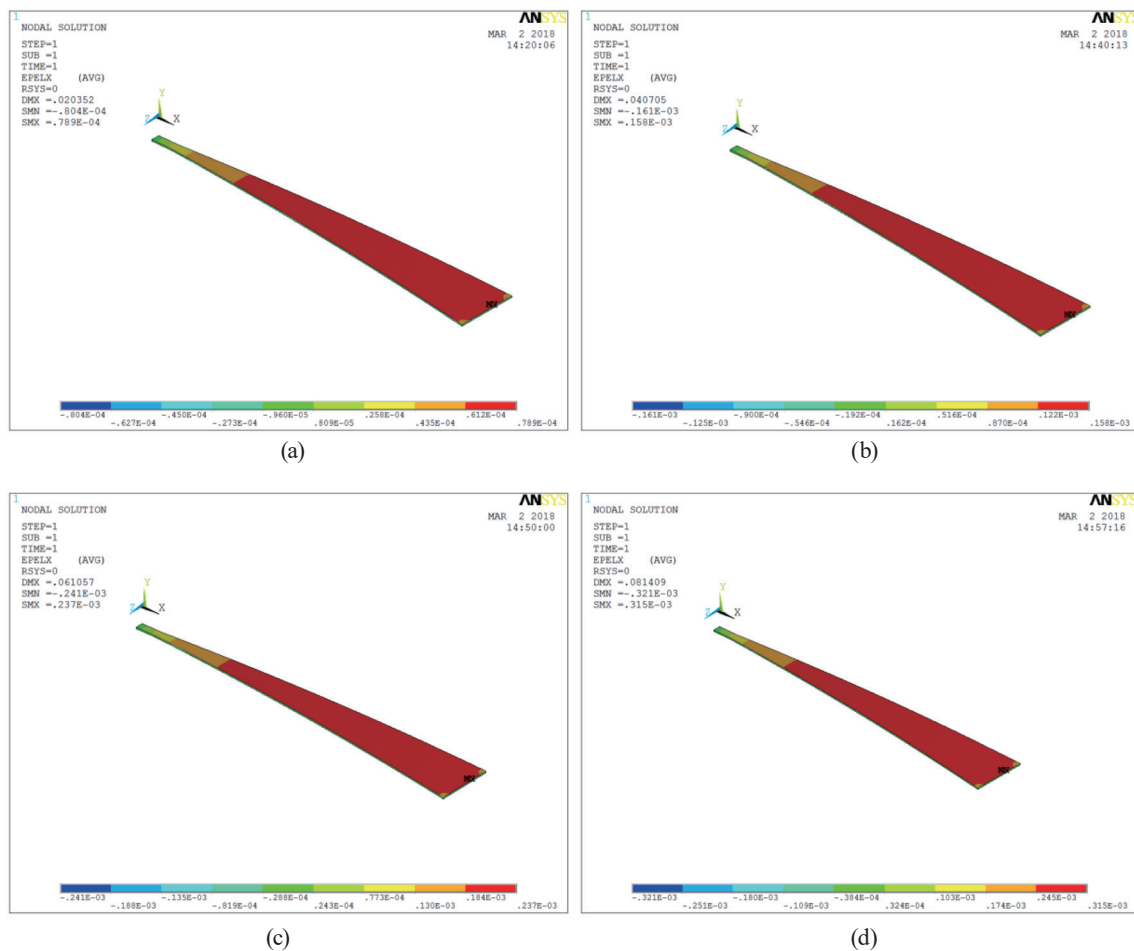 1
ANSYS
NODAL SOLUTION
MAR 2 2018
14:20:06
STEP=1
SUB =1
TIME=1
EPELX (AVG)
RSYS=0
DMX =.020352
SMN =-.804E-04
SMX =.789E-04
Y
Z X
MX
-.804E-04 -.450E-04 -.960E-05 .258E-04 .612E-04
-.627E-04 -.273E-04 .809E-05 .435E-04 .789E-04
(a)
1
ANSYS
NODAL SOLUTION
MAR 2 2018
14:40:13
STEP=1
SUB =1
TIME=1
EPELX (AVG)
RSYS=0
DMX =.040705
SMN =-.161E-03
SMX =.158E-03
Y
Z X
MX
-.161E-03 -.900E-04 -.192E-04 .516E-04 .122E-03
-.125E-03 -.546E-04 .162E-04 .870E-04 .158E-03
(b)
1
ANSYS
NODAL SOLUTION
MAR 2 2018
14:50:00
STEP=1
SUB =1
TIME=1
EPELX (AVG)
RSYS=0
DMX =.061057
SMN =-.241E-03
SMX =.237E-03
Y
Z X
MX
-.241E-03 -.135E-03 -.288E-04 .773E-04 .184E-03
-.188E-03 -.819E-04 .243E-04 .130E-03 .237E-03
(c)
1
ANSYS
NODAL SOLUTION
MAR 2 2018
14:57:16
STEP=1
SUB =1
TIME=1
EPELX (AVG)
RSYS=0
DMX =.081409
SMN =-.321E-03
SMX =.315E-03
Y
Z X
MX
-.321E-03 -.180E-03 -.384E-04 .103E-03 .245E-03
-.251E-03 -.109E-03 .324E-04 .174E-03 .315E-03
(d)